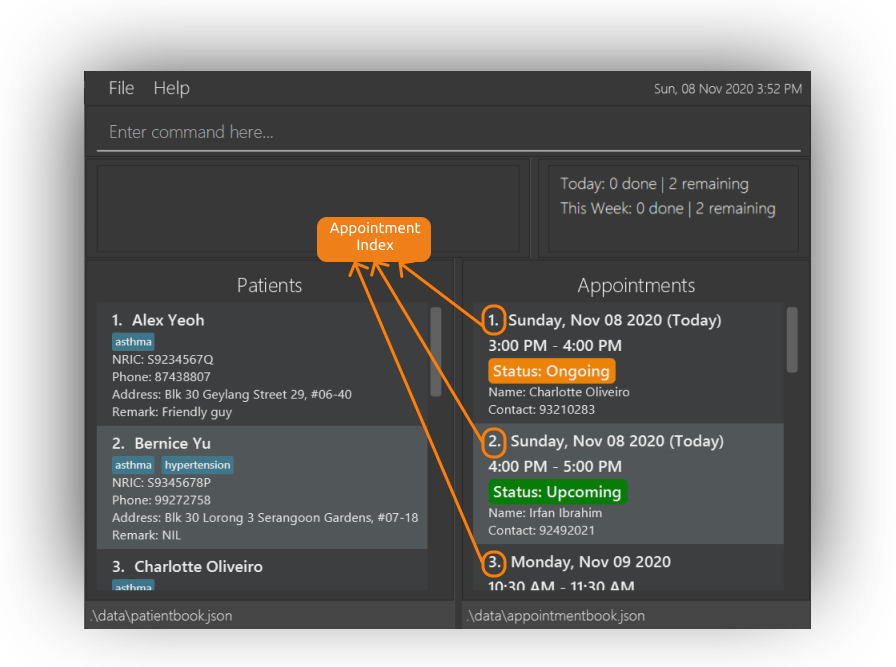 File Help
Sun, 08 Nov 2020 3:52 PM
Enter command here...
Today: 0 done | 2 remaining
This Week: 0 done | 2 remaining
Appointment
Index
Patients
1. Alex Yeoh
asthma
NRIC: S9234567Q
Phone: 87438807
Address: Blk 30 Geylang Street 29, #06-40
Remark: Friendly guy
2. Bernice Yu
asthma hypertension
NRIC: S9345678P
Phone: 99272758
Address: Blk 30 Lorong 3 Serangoon Gardens, #07-18
Remark: NIL
3. Charlotte Oliveiro
asthma
.\data\patientbook.json
Appointments
1. Sunday, Nov 08 2020 (Today)
3:00 PM - 4:00 PM
Status: Ongoing
Name: Charlotte Oliveiro
Contact: 93210283
2. Sunday, Nov 08 2020 (Today)
4:00 PM - 5:00 PM
Status: Upcoming
Name: Irfan Ibrahim
Contact: 92492021
3. Monday, Nov 09 2020
10:30 AM - 11:30 AM
.\data\appointmentbook.json